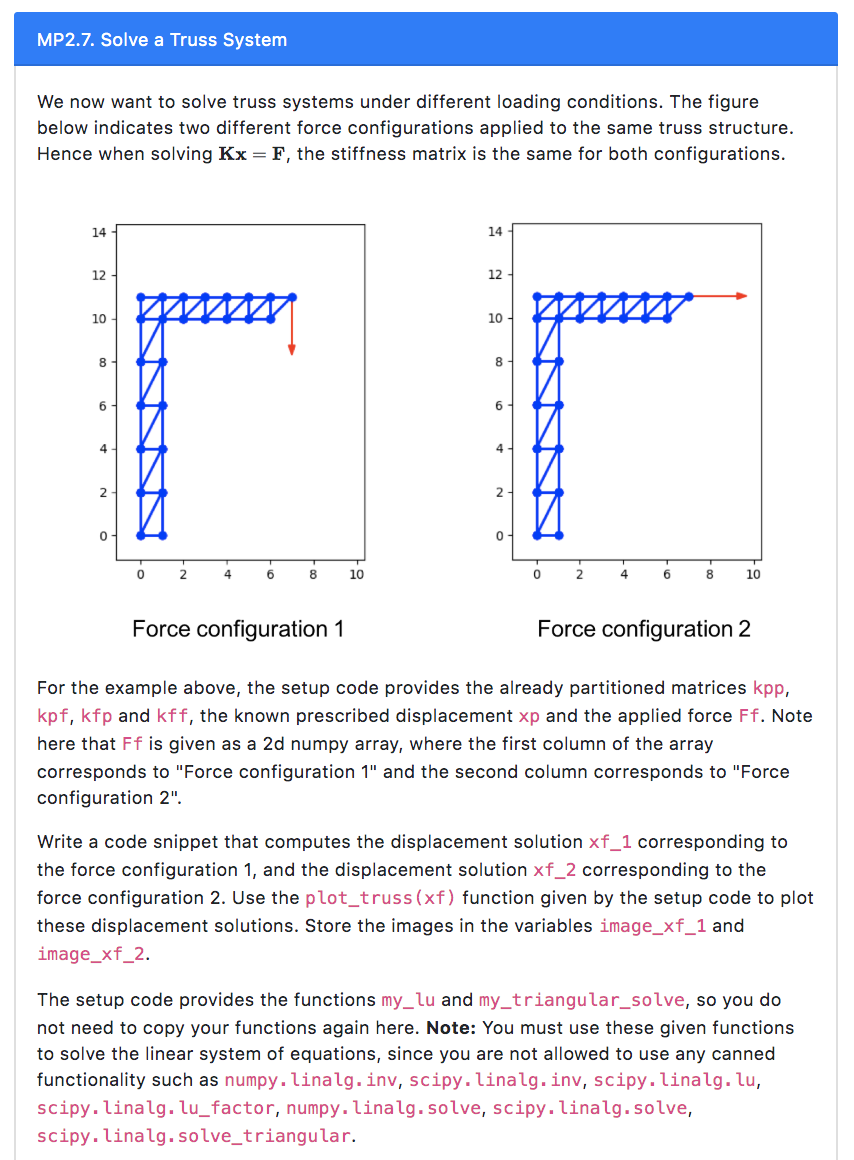 MP2.7. Solve a Truss System
We now want to solve truss systems under different loading conditions. The figure
below indicates two different force configurations applied to the same truss structure.
Hence when solving Kx = F, the stiffness matrix is the same for both configurations.
14
12
10
8
6
4
2
0
0 2 4 6 8 10
Force configuration 1
14
12
10
8
6
4
2
0
0 2 4 6 8 10
Force configuration 2
For the example above, the setup code provides the already partitioned matrices kpp,
kpf, kfp and kff, the known prescribed displacement xp and the applied force Ff. Note
here that Ff is given as a 2d numpy array, where the first column of the array
corresponds to "Force configuration 1" and the second column corresponds to "Force
configuration 2".
Write a code snippet that computes the displacement solution xf_1 corresponding to
the force configuration 1, and the displacement solution xf_2 corresponding to the
force configuration 2. Use the plot_truss(xf) function given by the setup code to plot
these displacement solutions. Store the images in the variables image_xf_1 and
image_xf_2.
The setup code provides the functions my_lu and my_triangular_solve, so you do
not need to copy your functions again here. Note: You must use these given functions
to solve the linear system of equations, since you are not allowed to use any canned
functionality such as numpy.linalg.inv, scipy.linalg.inv, scipy.linalg.lu,
scipy.linalg.lu_factor, numpy.linalg.solve, scipy.linalg.solve,
scipy.linalg.solve_triangular.